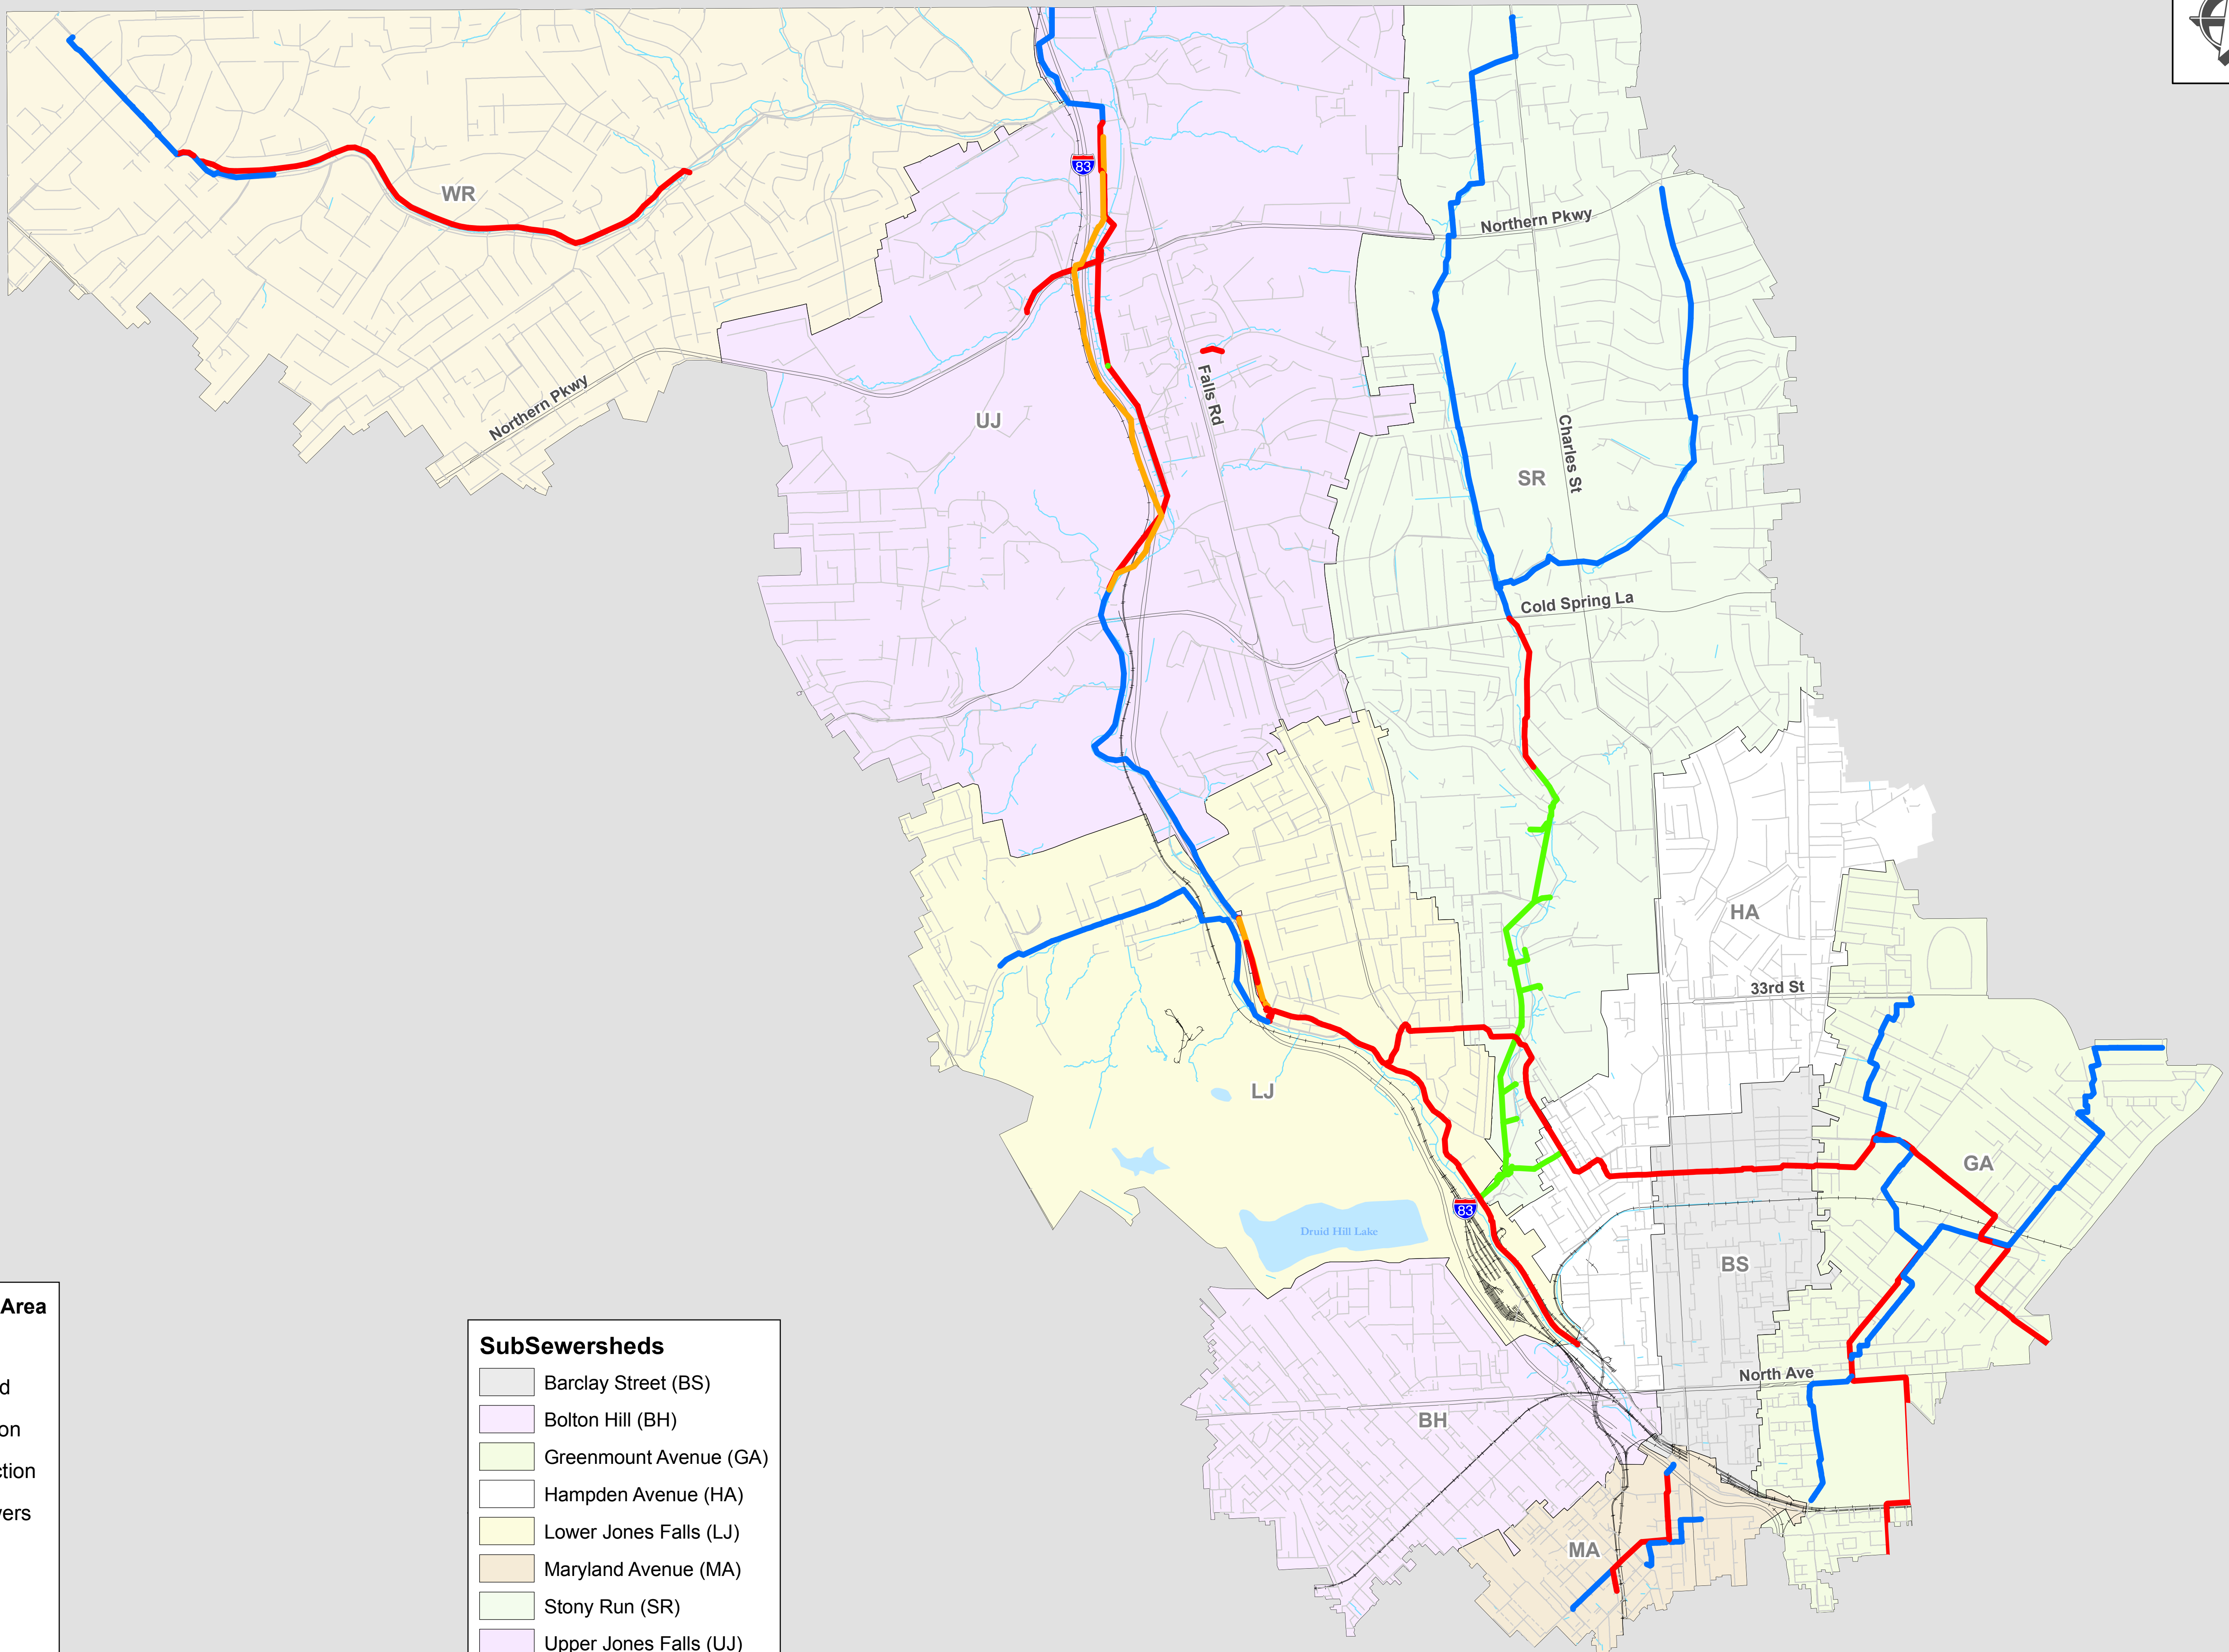 83
WR
Northern Pkwy
Northern Pkwy
UJ
Falls Rd
Charles St
SR
Cold Spring La
HA
33rd St
LJ
GA
83
Druid Hill Lake
BS
North Ave
BH
MA
Area
d
on
ction
vers
SubSewersheds
Barclay Street (BS)
Bolton Hill (BH)
Greenmount Avenue (GA)
Hampden Avenue (HA)
Lower Jones Falls (LJ)
Maryland Avenue (MA)
Stony Run (SR)
Upper Jones Falls (UJ)